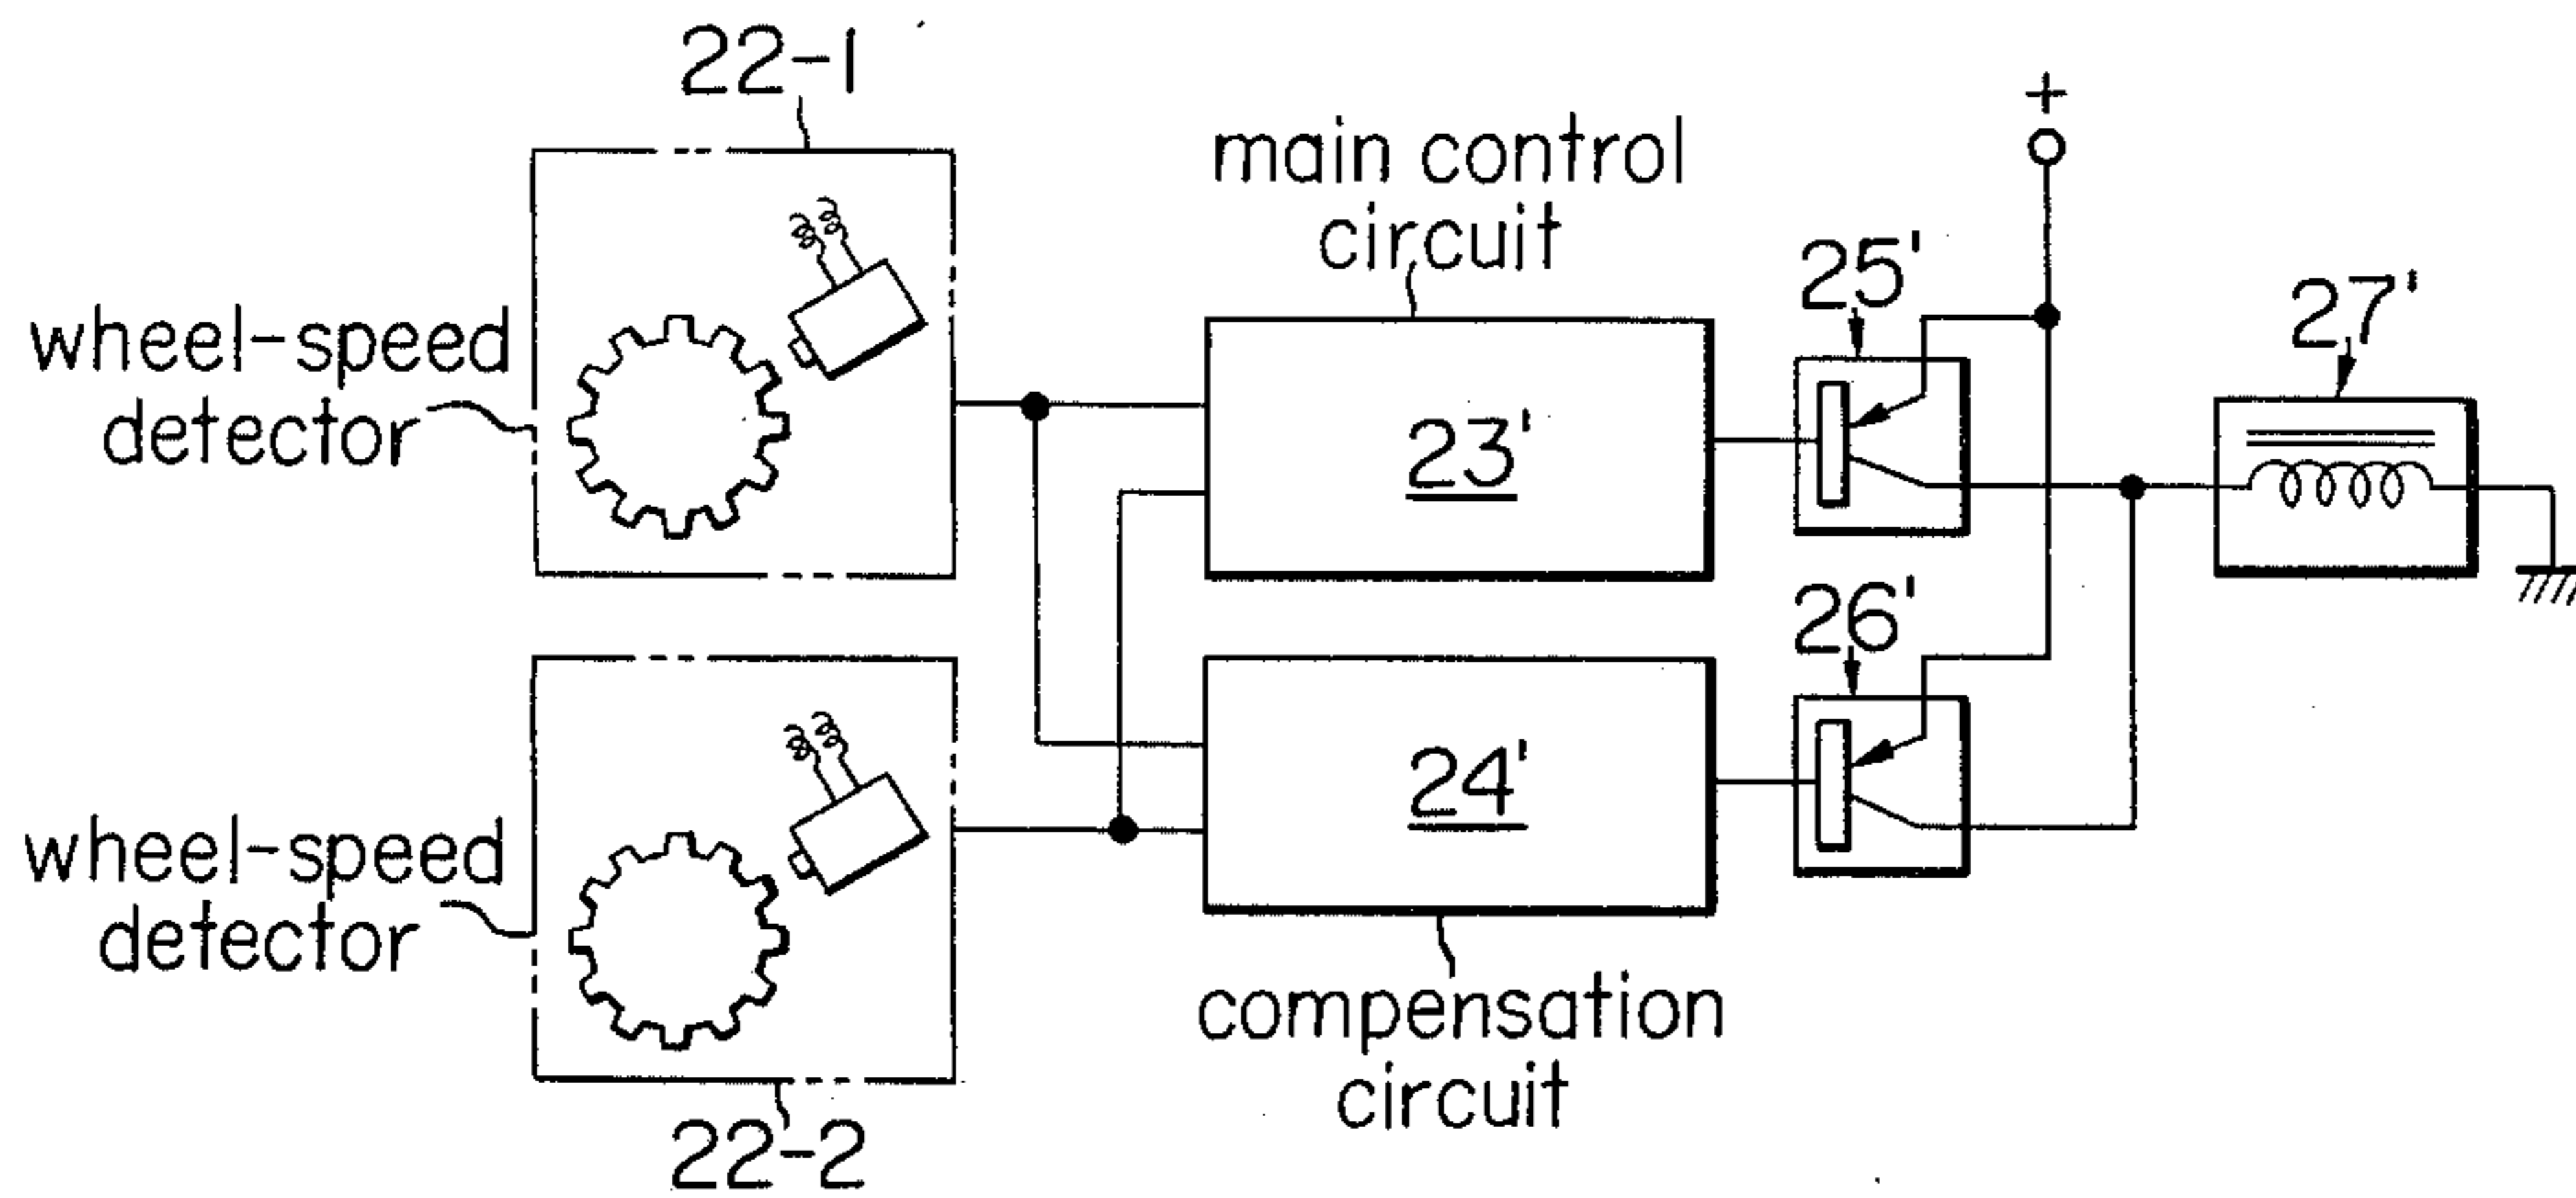 22-1
+
main control
circuit
25'
27'
wheel-speed
detector
23'
26'
24'
wheel-speed
detector
compensation
circuit
22-2